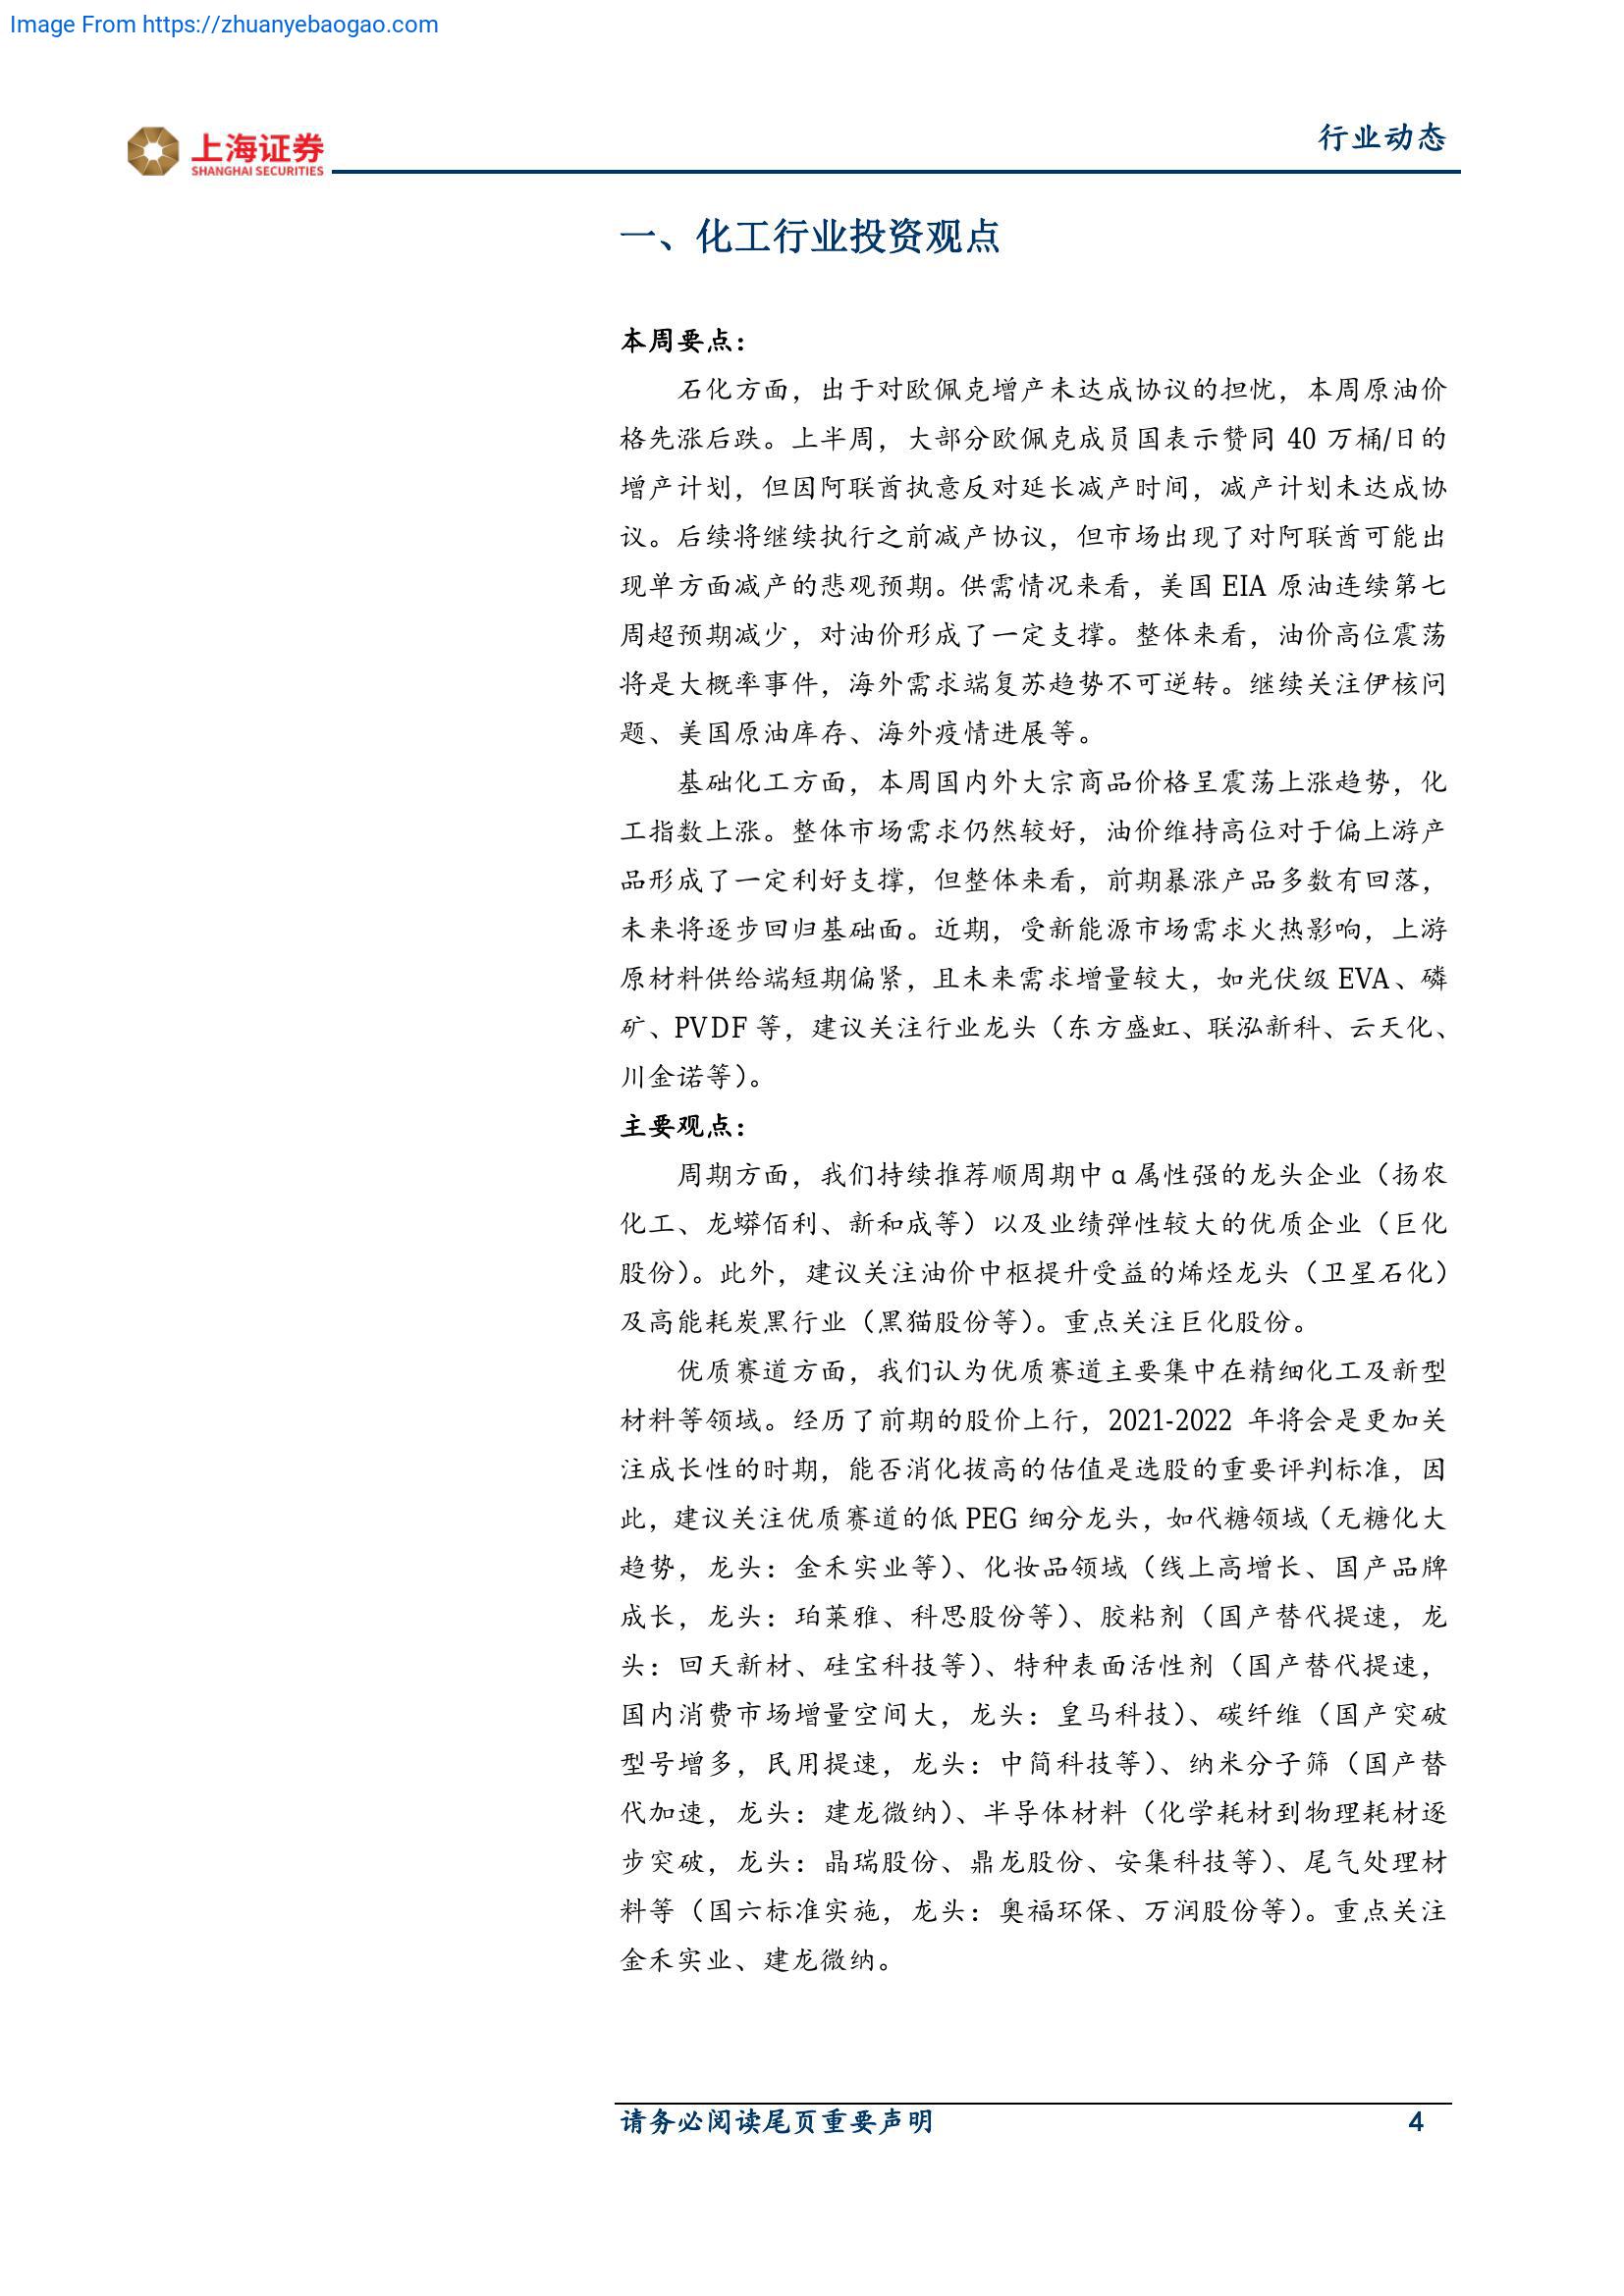 Image From https://zhuanyebaogao.com
上海证券
SHANGHAI SECURITIES
行业动态
一、化工行业投资观点
本周要点：
石化方面，出于对欧佩克增产未达成协议的担忧，本周原油价
格先涨后跌。上半周，大部分欧佩克成员国表示赞同 40 万桶/日的
增产计划，但因阿联酋执意反对延长减产时间，减产计划未达成协
议。后续将继续执行之前减产协议，但市场出现了对阿联酋可能出
现单方面减产的悲观预期。供需情况来看，美国 EIA 原油连续第七
周超预期减少，对油价形成了一定支撑。整体来看，油价高位震荡
将是大概率事件，海外需求端复苏趋势不可逆转。继续关注伊核问
题、美国原油库存、海外疫情进展等。
基础化工方面，本周国内外大宗商品价格呈震荡上涨趋势，化
工指数上涨。整体市场需求仍然较好，油价维持高位对于偏上游产
品形成了一定利好支撑，但整体来看，前期暴涨产品多数有回落，
未来将逐步回归基础面。近期，受新能源市场需求火热影响，上游
原材料供给端短期偏紧，且未来需求增量较大，如光伏级 EVA、磷
矿、PVDF 等，建议关注行业龙头（东方盛虹、联泓新科、云天化、
川金诺等）。
主要观点：
周期方面，我们持续推荐顺周期中 α 属性强的龙头企业（扬农
化工、龙蟒佰利、新和成等）以及业绩弹性较大的优质企业（巨化
股份）。此外，建议关注油价中枢提升受益的烯烃龙头（卫星石化）
及高能耗炭黑行业（黑猫股份等）。重点关注巨化股份。
优质赛道方面，我们认为优质赛道主要集中在精细化工及新型
材料等领域。经历了前期的股价上行，2021-2022 年将会是更加关
注成长性的时期，能否消化拔高的估值是选股的重要评判标准，因
此，建议关注优质赛道的低 PEG 细分龙头，如代糖领域（无糖化大
趋势，龙头：金禾实业等）、化妆品领域（线上高增长、国产品牌
成长，龙头：珀莱雅、科思股份等）、胶粘剂（国产替代提速，龙
头：回天新材、硅宝科技等）、特种表面活性剂（国产替代提速，
国内消费市场增量空间大，龙头：皇马科技）、碳纤维（国产突破
型号增多，民用提速，龙头：中简科技等）、纳米分子筛（国产替
代加速，龙头：建龙微纳）、半导体材料（化学耗材到物理耗材逐
步突破，龙头：晶瑞股份、鼎龙股份、安集科技等）、尾气处理材
料等（国六标准实施，龙头：奥福环保、万润股份等）。重点关注
金禾实业、建龙微纳。
请务必阅读尾页重要声明
4